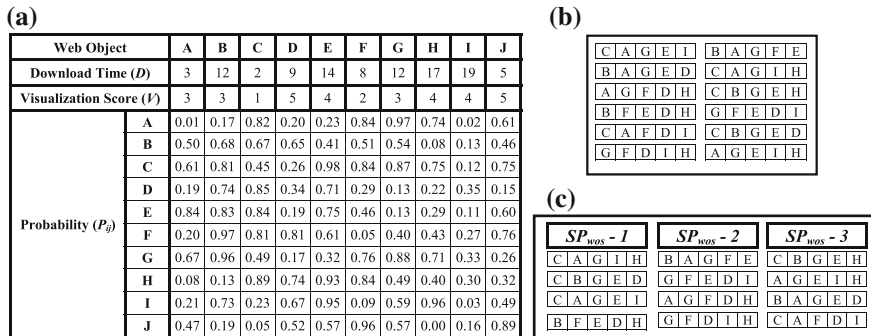 (a)
Web Object A B C D E F G H I J
Download Time (D) 3 12 2 9 14 8 12 17 19 5
Visualization Score (V) 3 3 1 5 4 2 3 4 4 5
Probability (Pij)
A 0.01 0.17 0.82 0.20 0.23 0.84 0.97 0.74 0.02 0.61
B 0.50 0.68 0.67 0.65 0.41 0.51 0.54 0.08 0.13 0.46
C 0.61 0.81 0.45 0.26 0.98 0.84 0.87 0.75 0.12 0.75
D 0.19 0.74 0.85 0.34 0.71 0.29 0.13 0.22 0.35 0.15
E 0.84 0.83 0.84 0.19 0.75 0.46 0.13 0.29 0.11 0.60
F 0.20 0.97 0.81 0.81 0.61 0.05 0.40 0.43 0.27 0.76
G 0.67 0.96 0.49 0.17 0.32 0.76 0.88 0.71 0.33 0.26
H 0.08 0.13 0.89 0.74 0.93 0.84 0.49 0.40 0.30 0.32
I 0.21 0.73 0.23 0.67 0.95 0.09 0.59 0.96 0.03 0.49
J 0.47 0.19 0.05 0.52 0.57 0.96 0.57 0.00 0.16 0.89
(b)
C A G E I B A G F E
B A G E D C A G I H
A G F D H C B G E H
B F E D H G F E D I
C A F D I C B G E D
G F D I H A G E I H
(c)
SPwos - 1 SPwos - 2 SPwos - 3
C A G I H B A G F E C B G E H
C B G E D G F E D I A G E I H
C A G E I A G F D H B A G E D
B F E D H G F D I H C A F D I